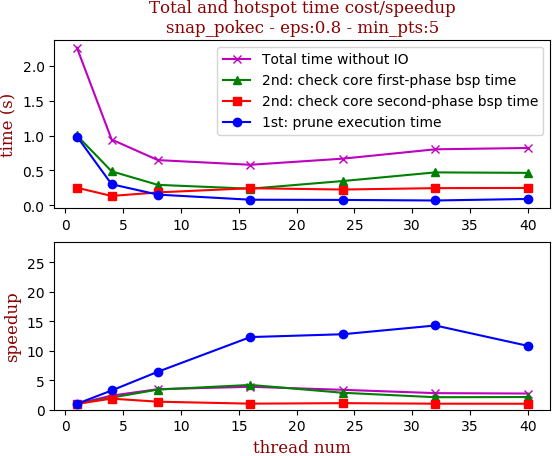 Total and hotspot time cost/speedup
snap_pokec - eps:0.8 - min_pts:5
time (s)
2.0
1.5
1.0
0.5
0.0
Total time without IO
2nd: check core first-phase bsp time
2nd: check core second-phase bsp time
1st: prune execution time
0 5 10 15 20 25 30 35 40
speedup
25
20
15
10
5
0
0 5 10 15 20 25 30 35 40
thread num